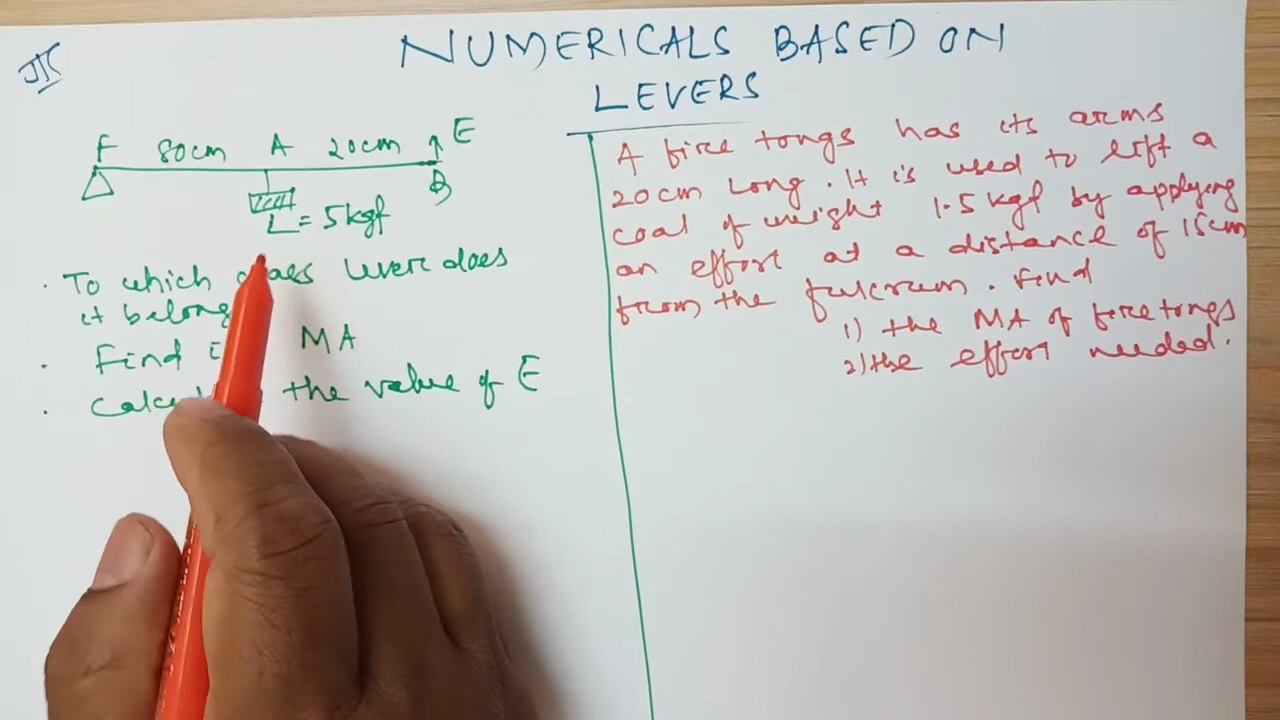 JTS
NUMERICALS BASED ON
LEVERS
F 80cm A 20cm E
B
L = 5kgf
. To which class lever does
it belong
. Find MA
. the value of E
A fire tongs has its arms
20cm long. It is used to lift a
coal of weight 1.5kgf by applying
an effort at a distance of 15cm
from the fulcrum. Find
1) the MA of fire tongs
2) the effort needed.